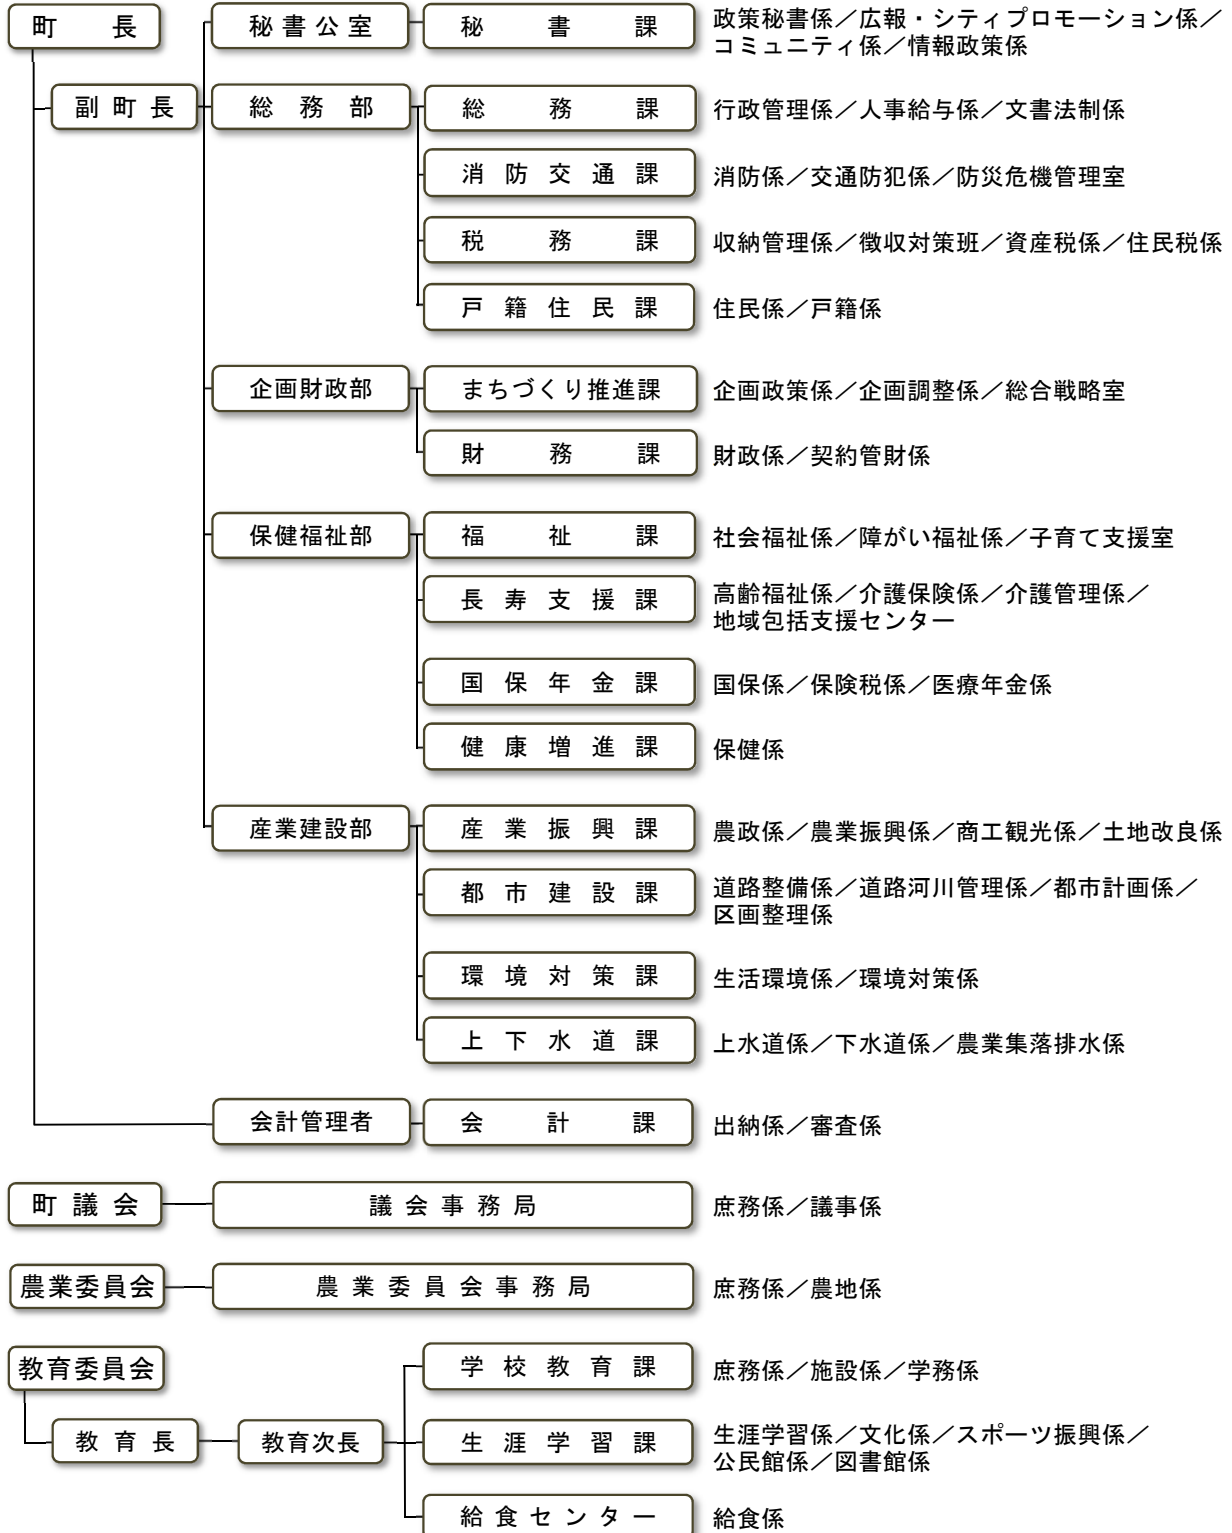 町長
秘書公室
秘書課
政策秘書係／広報・シティプロモーション係／
コミュニティ係／情報政策係
副町長
総務部
総務課
行政管理係／人事給与係／文書法制係
消防交通課
消防係／交通防犯係／防災危機管理室
税務課
収納管理係／徴収対策班／資産税係／住民税係
戸籍住民課
住民係／戸籍係
企画財政部
まちづくり推進課
企画政策係／企画調整係／総合戦略室
財務課
財政係／契約管財係
保健福祉部
福祉課
社会福祉係／障がい福祉係／子育て支援室
長寿支援課
高齢福祉係／介護保険係／介護管理係／
地域包括支援センター
国保年金課
国保係／保険税係／医療年金係
健康増進課
保健係
産業建設部
産業振興課
農政係／農業振興係／商工観光係／土地改良係
都市建設課
道路整備係／道路河川管理係／都市計画係／
区画整理係
環境対策課
生活環境係／環境対策係
上下水道課
上水道係／下水道係／農業集落排水係
会計管理者
会計課
出納係／審査係
町議会
議会事務局
庶務係／議事係
農業委員会
農業委員会事務局
庶務係／農地係
教育委員会
学校教育課
庶務係／施設係／学務係
教育長
教育次長
生涯学習課
生涯学習係／文化係／スポーツ振興係／
公民館係／図書館係
給食センター
給食係